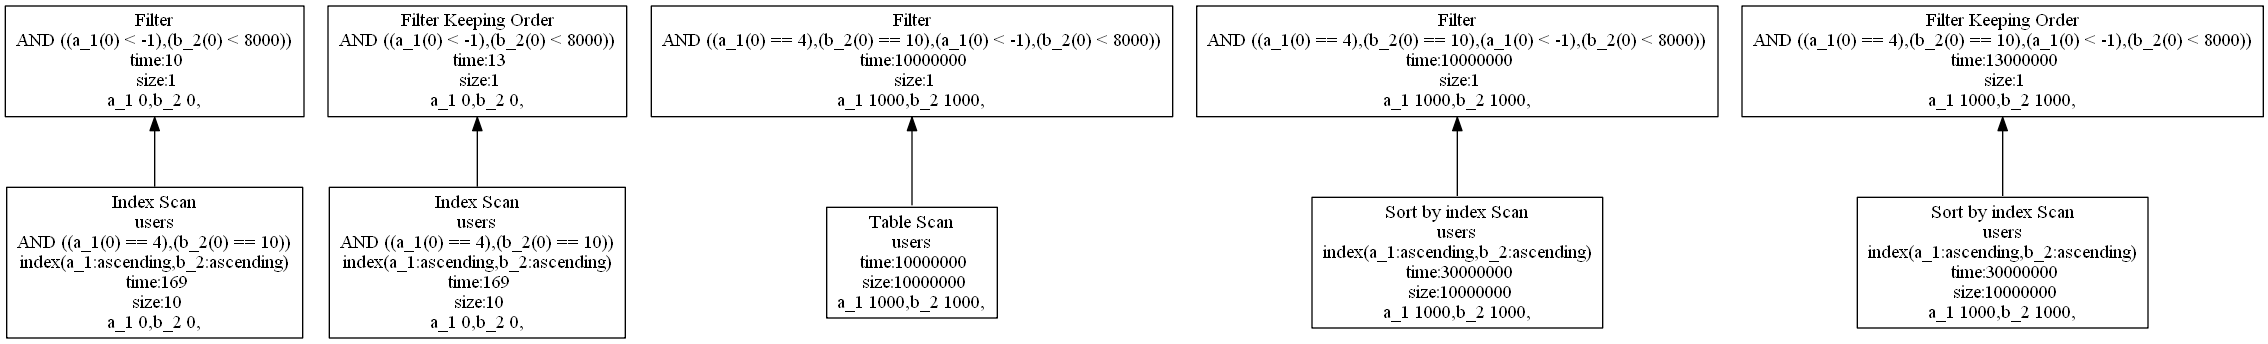 Filter
AND ((a_1(0) < -1),(b_2(0) < 8000))
time:10
size:1
a_1 0,b_2 0,
Filter Keeping Order
AND ((a_1(0) < -1),(b_2(0) < 8000))
time:13
size:1
a_1 0,b_2 0,
Filter
AND ((a_1(0) == 4),(b_2(0) == 10),(a_1(0) < -1),(b_2(0) < 8000))
time:10000000
size:1
a_1 1000,b_2 1000,
Filter
AND ((a_1(0) == 4),(b_2(0) == 10),(a_1(0) < -1),(b_2(0) < 8000))
time:10000000
size:1
a_1 1000,b_2 1000,
Filter Keeping Order
AND ((a_1(0) == 4),(b_2(0) == 10),(a_1(0) < -1),(b_2(0) < 8000))
time:13000000
size:1
a_1 1000,b_2 1000,
Index Scan
users
AND ((a_1(0) == 4),(b_2(0) == 10))
index(a_1:ascending,b_2:ascending)
time:169
size:10
a_1 0,b_2 0,
Index Scan
users
AND ((a_1(0) == 4),(b_2(0) == 10))
index(a_1:ascending,b_2:ascending)
time:169
size:10
a_1 0,b_2 0,
Table Scan
users
time:10000000
size:10000000
a_1 1000,b_2 1000,
Sort by index Scan
users
index(a_1:ascending,b_2:ascending)
time:30000000
size:10000000
a_1 1000,b_2 1000,
Sort by index Scan
users
index(a_1:ascending,b_2:ascending)
time:30000000
size:10000000
a_1 1000,b_2 1000,